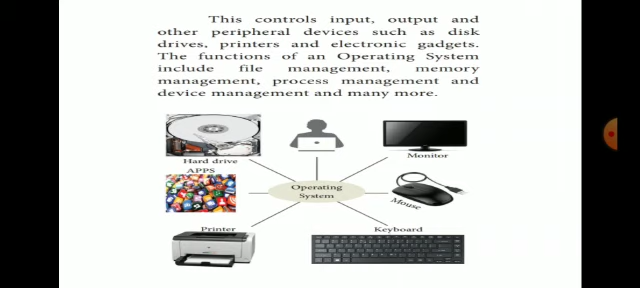 This controls input, output and
other peripheral devices such as disk
drives, printers and electronic gadgets.
The functions of an Operating System
include file management, memory
management, process management and
device management and many more.
Hard drive
Monitor
APPS
Operating
System
Mouse
Printer
Keyboard